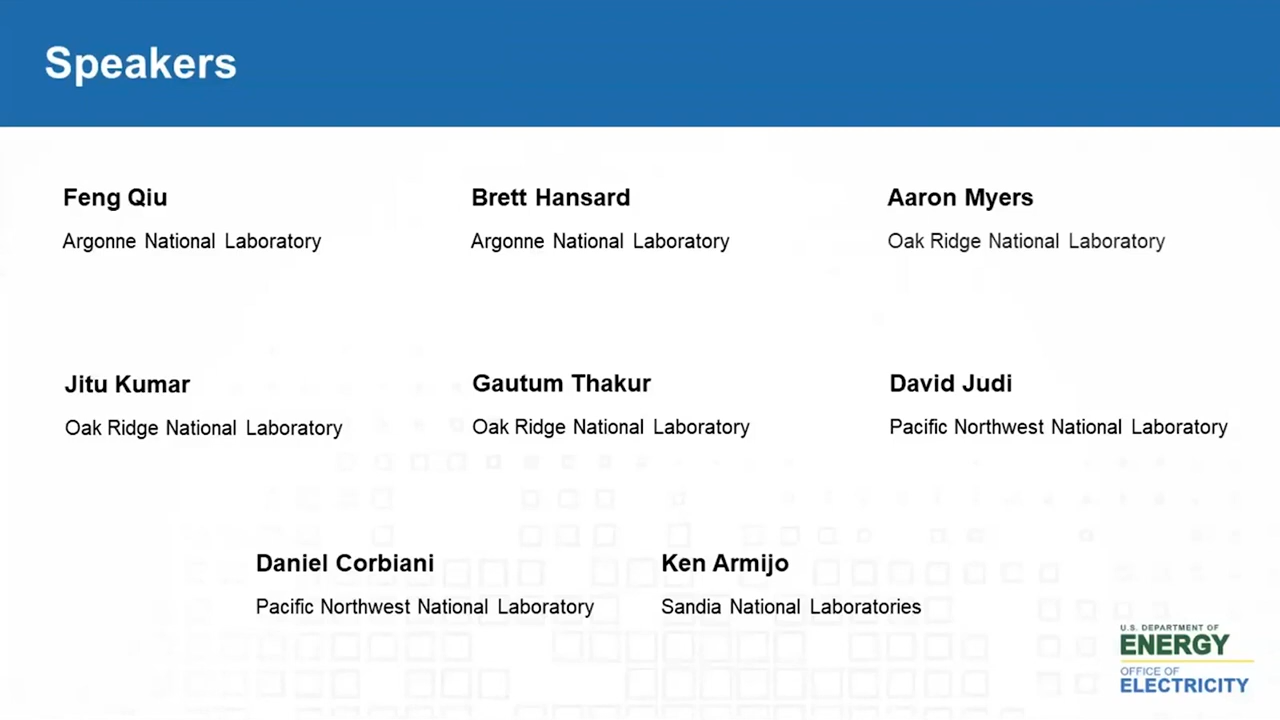 Speakers
Feng Qiu
Argonne National Laboratory
Brett Hansard
Argonne National Laboratory
Aaron Myers
Oak Ridge National Laboratory
Jitu Kumar
Oak Ridge National Laboratory
Gautum Thakur
Oak Ridge National Laboratory
David Judi
Pacific Northwest National Laboratory
Daniel Corbiani
Pacific Northwest National Laboratory
Ken Armijo
Sandia National Laboratories
U.S. DEPARTMENT OF
ENERGY
OFFICE OF
ELECTRICITY